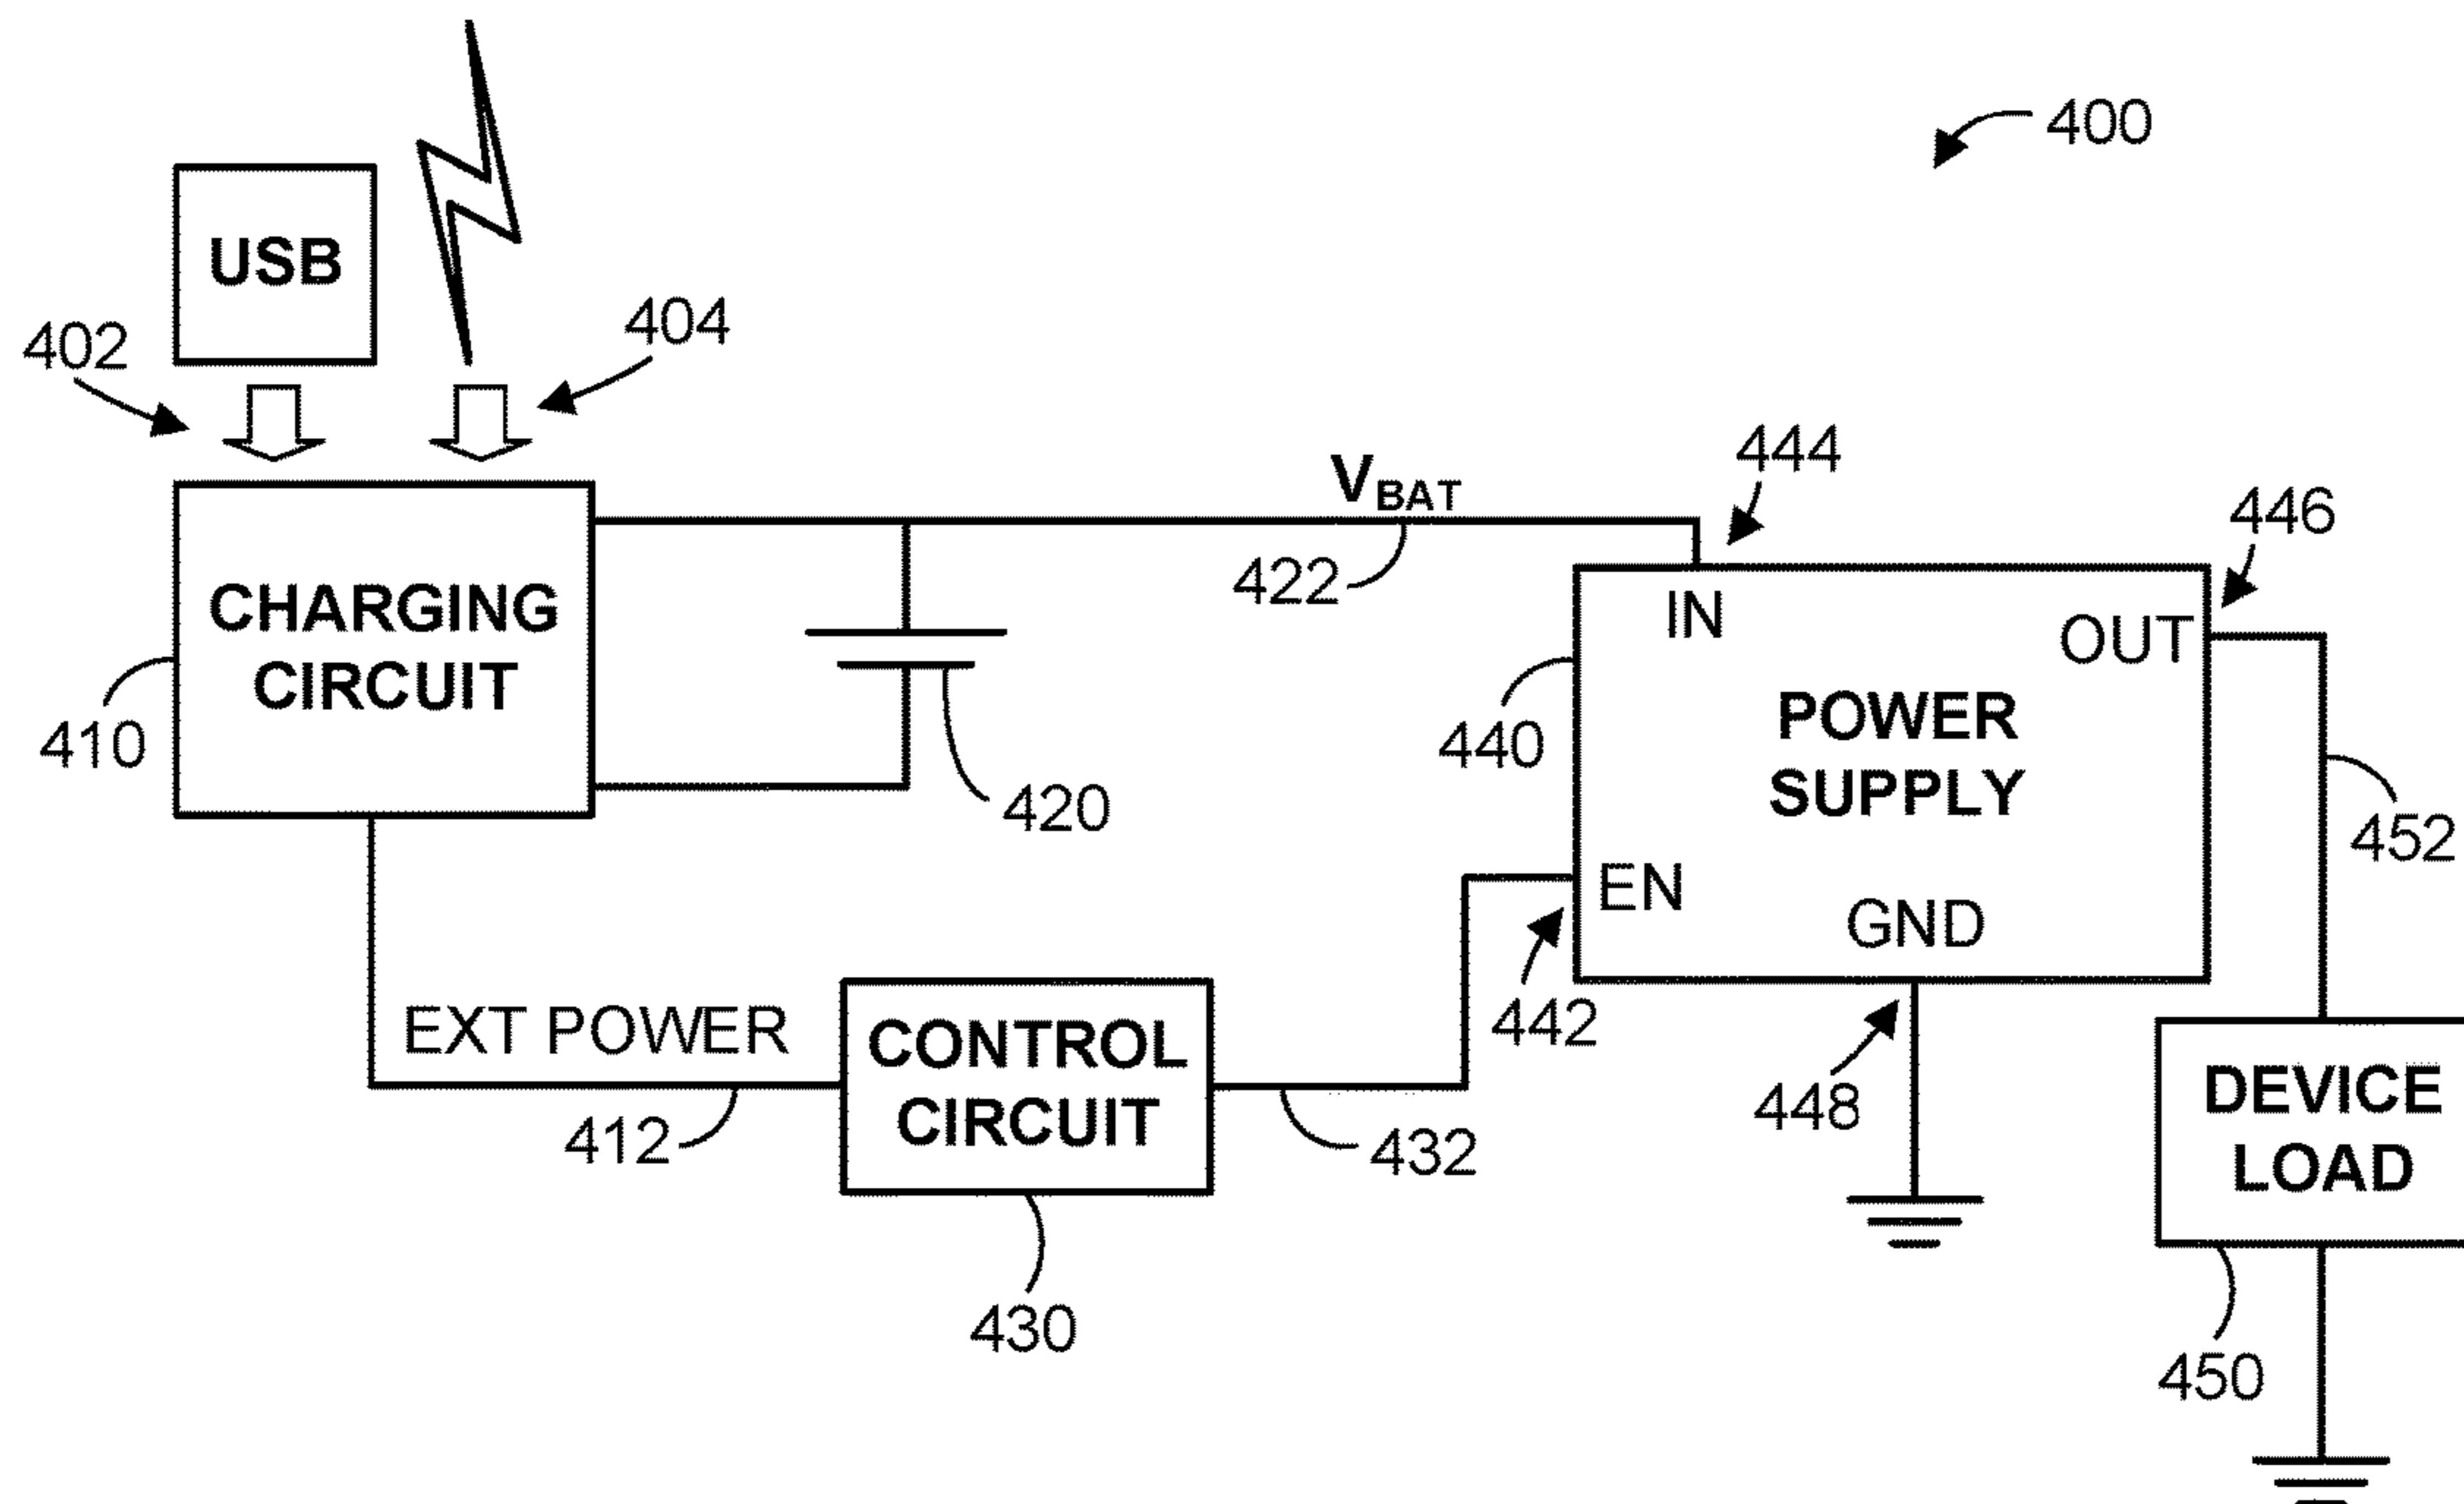 400
USB
402
404
V_BAT
444
446
422
CHARGING
CIRCUIT
410
420
IN
OUT
440
POWER
SUPPLY
452
EN
GND
442
448
EXT POWER
412
CONTROL
CIRCUIT
432
430
DEVICE
LOAD
450